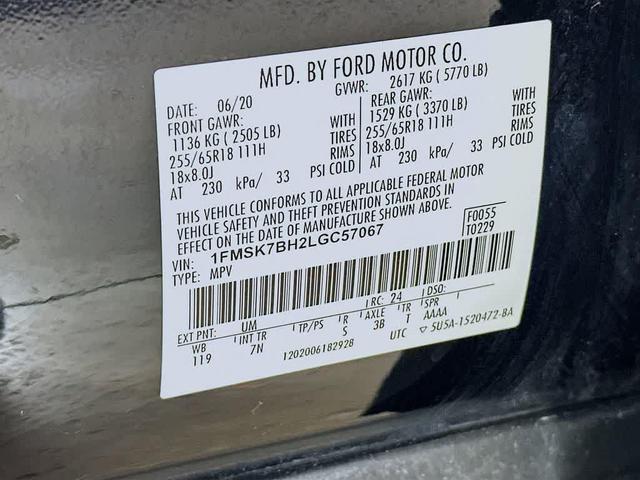 MFD. BY FORD MOTOR CO.
DATE: 06/20 GVWR: 2617 KG ( 5770 LB)
FRONT GAWR: REAR GAWR:
1136 KG ( 2505 LB) WITH 1529 KG ( 3370 LB) WITH
255/65R18 111H TIRES 255/65R18 111H TIRES
18x8.0J RIMS 18x8.0J RIMS
AT 230 kPa/ 33 PSI COLD AT 230 kPa/ 33 PSI COLD
THIS VEHICLE CONFORMS TO ALL APPLICABLE FEDERAL MOTOR
VEHICLE SAFETY AND THEFT PREVENTION STANDARDS IN
EFFECT ON THE DATE OF MANUFACTURE SHOWN ABOVE.
F0055
VIN: 1FMSK7BH2LGC57067 T0229
TYPE: MPV
EXT PNT: UM RC: 24 DSO:
WB INT TR TP/PS R AXLE TR SPR
119 7N S 3B T AAAA
1202006182928 UTC ▽ 5U5A-1520472-BA